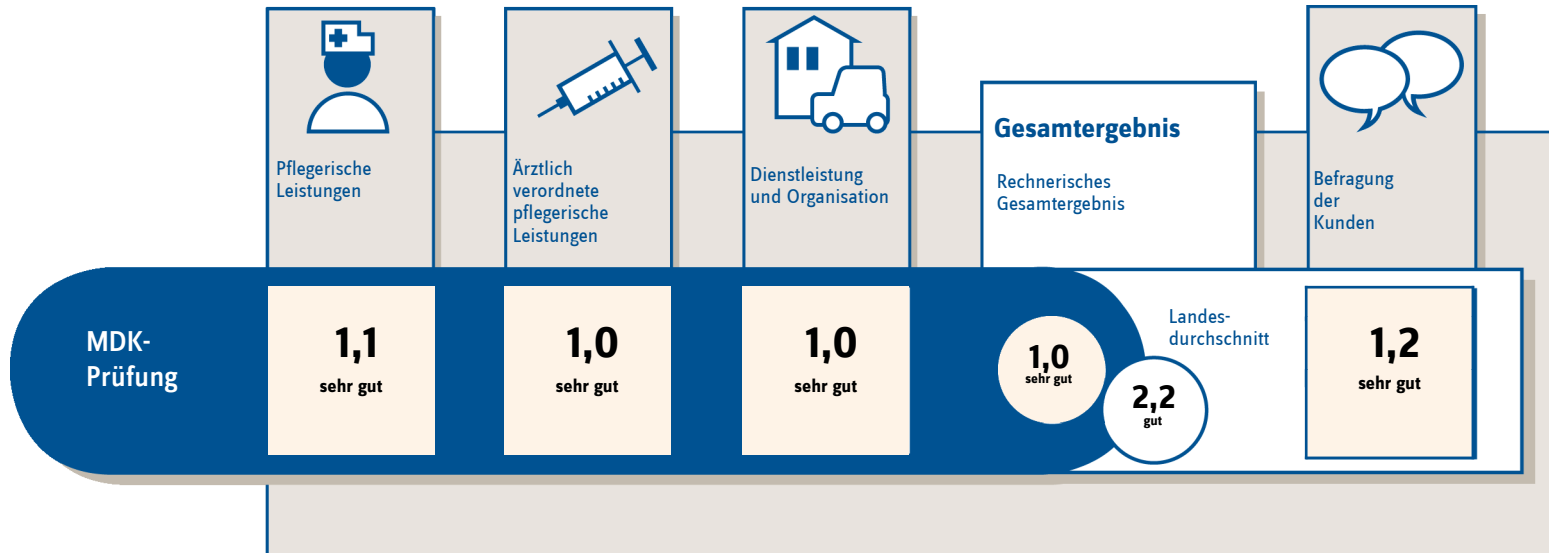 Pflegerische
Leistungen
Ärztlich
verordnete
pflegerische
Leistungen
Dienstleistung
und Organisation
Gesamtergebnis
Rechnerisches
Gesamtergebnis
Befragung
der
Kunden
MDK-
Prüfung
1,1
sehr gut
1,0
sehr gut
1,0
sehr gut
1,0
sehr gut
Landes-
durchschnitt
2,2
gut
1,2
sehr gut